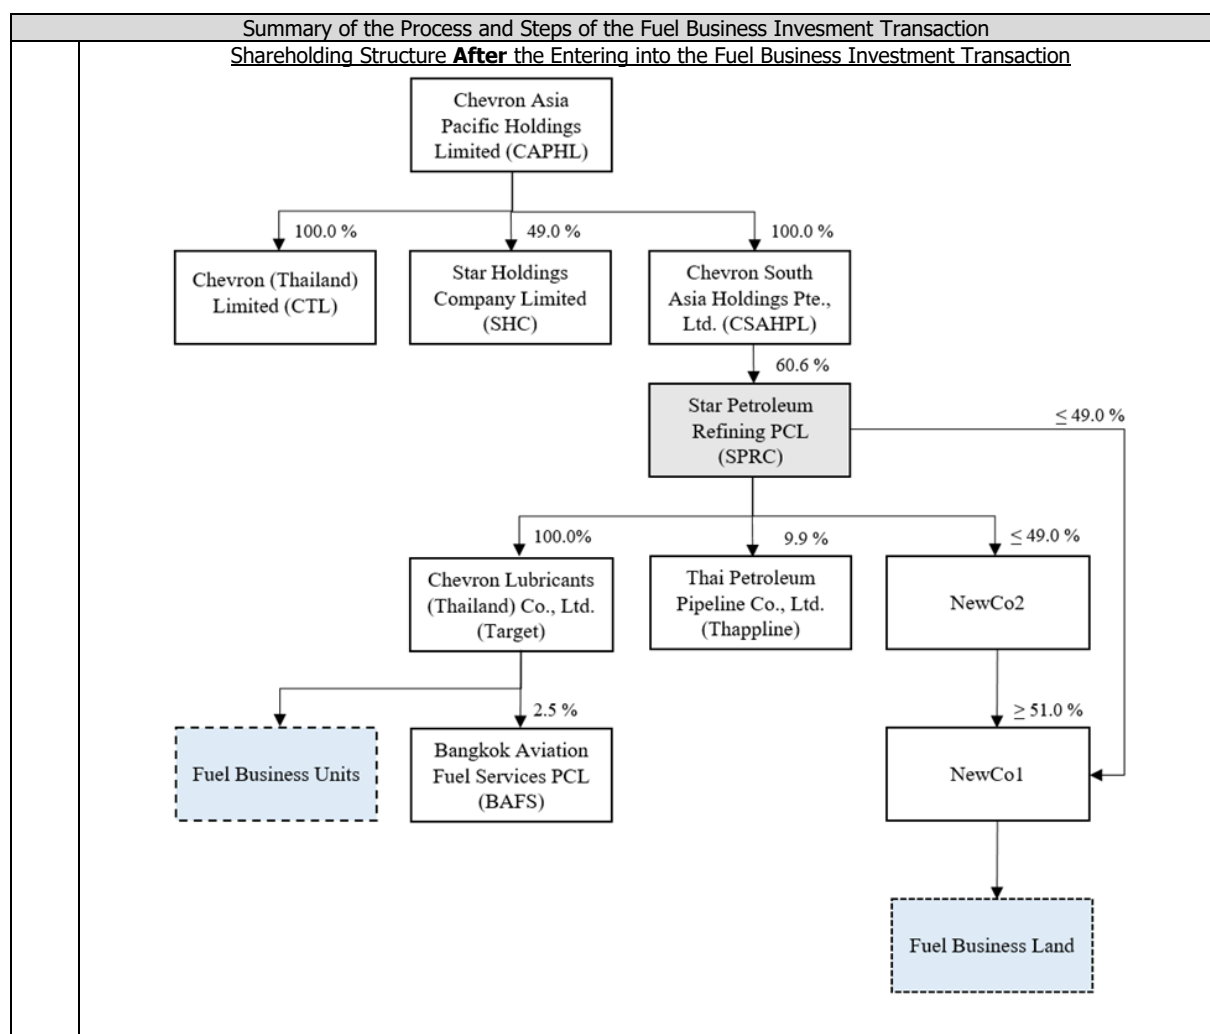 Summary of the Process and Steps of the Fuel Business Invesment Transaction
Shareholding Structure After the Entering into the Fuel Business Investment Transaction
Chevron Asia
Pacific Holdings
Limited (CAPHL)
100.0 %
49.0 %
100.0 %
Chevron (Thailand)
Limited (CTL)
Star Holdings
Company Limited
(SHC)
Chevron South
Asia Holdings Pte.,
Ltd. (CSAHPL)
60.6 %
Star Petroleum
Refining PCL
(SPRC)
≤ 49.0 %
100.0%
9.9 %
≤ 49.0 %
Chevron Lubricants
(Thailand) Co., Ltd.
(Target)
Thai Petroleum
Pipeline Co., Ltd.
(Thappline)
NewCo2
2.5 %
≥ 51.0 %
Fuel Business Units
Bangkok Aviation
Fuel Services PCL
(BAFS)
NewCo1
Fuel Business Land